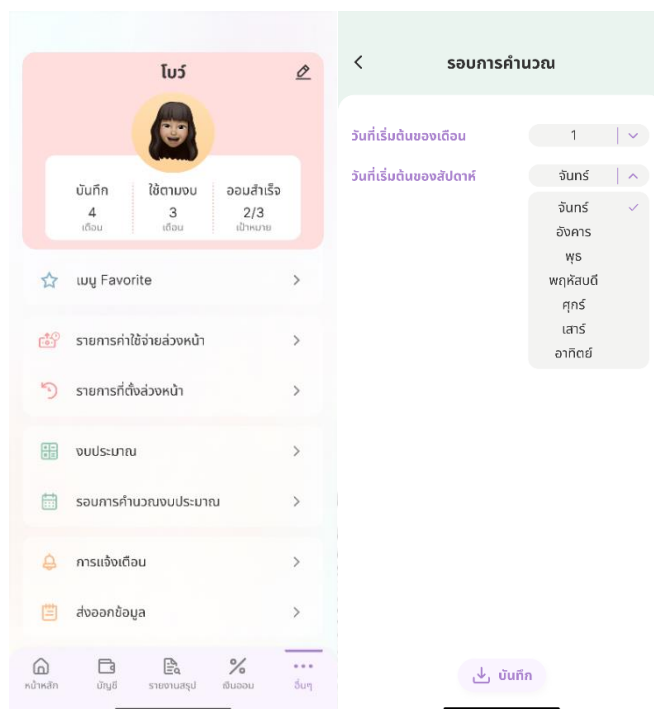 โบว์
บันทึก ใช้ตามงบ ออมสำเร็จ
4 3 2/3
เดือน เดือน เป้าหมาย
เมนู Favorite
รายการค่าใช้จ่ายล่วงหน้า
รายการที่ตั้งล่วงหน้า
งบประมาณ
รอบการคำนวณงบประมาณ
การแจ้งเตือน
ส่งออกข้อมูล
หน้าหลัก บัญชี รายงานสรุป เงินออม อื่นๆ
รอบการคำนวณ
วันที่เริ่มต้นของเดือน 1
วันที่เริ่มต้นของสัปดาห์ จันทร์
จันทร์
อังคาร
พุธ
พฤหัสบดี
ศุกร์
เสาร์
อาทิตย์
บันทึก